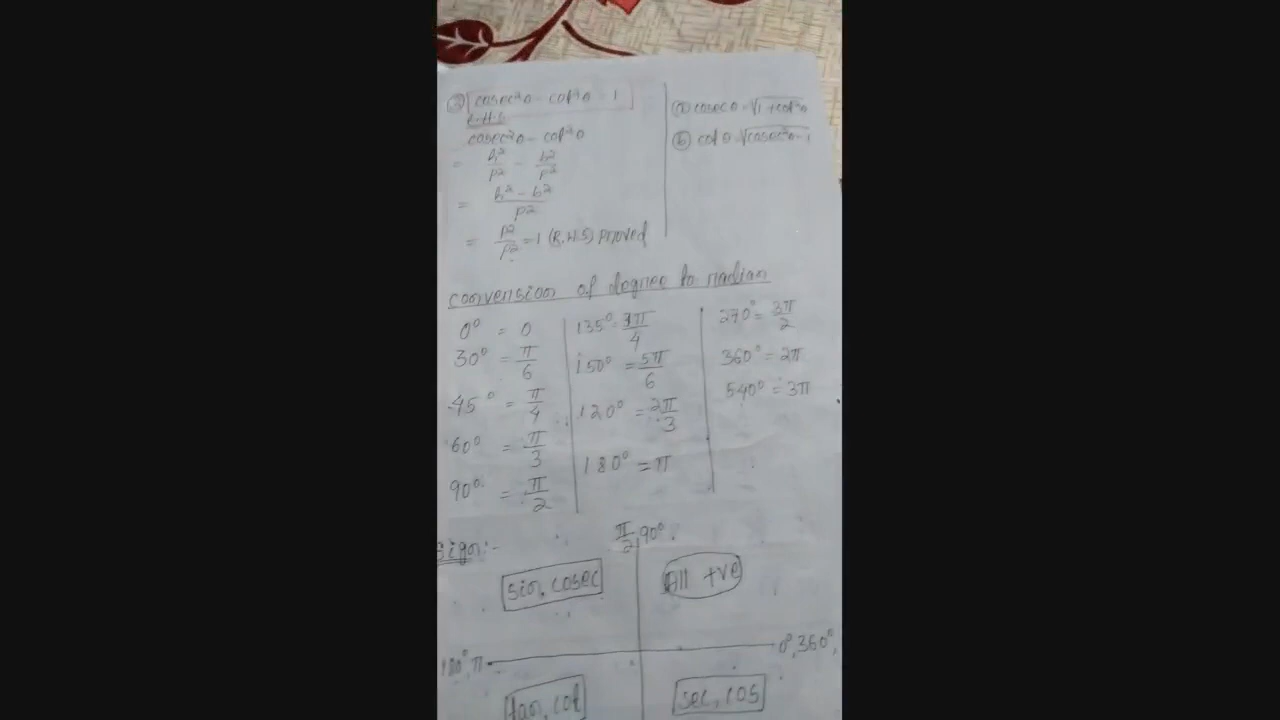 ③ cosec²θ - cot²θ = 1
L.H.S
cosec²θ - cot²θ
= h²/p² - b²/p²
= h² - b²/p²
= p²/p² = 1 (R.H.S) proved
ⓐ cosec θ = √1 + cot²θ
ⓑ cot θ = √cosec²θ - 1
convension of degree to radian
0° = 0
30° = π/6
45° = π/4
60° = π/3
90° = π/2
135° = 3π/4
150° = 5π/6
120° = 2π/3
180° = π
270° = 3π/2
360° = 2π
540° = 3π
Sign:-
π/2 90°.
sin, cosec
All +ve
180° π
0°, 360°,
tan, cot
sec, cos